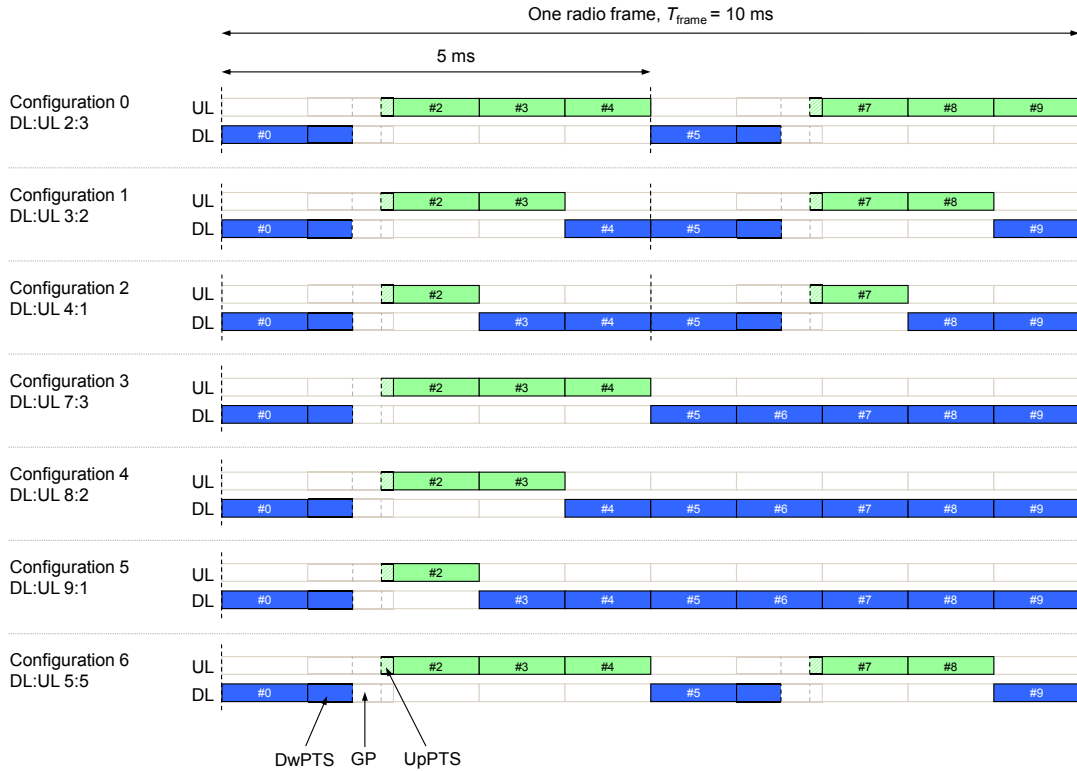 One radio frame, Tframe = 10 ms
5 ms
Configuration 0
DL:UL 2:3
UL #2 #3 #4 #7 #8 #9
DL #0 #5
Configuration 1
DL:UL 3:2
UL #2 #3 #7 #8
DL #0 #4 #5 #9
Configuration 2
DL:UL 4:1
UL #2 #7
DL #0 #3 #4 #5 #8 #9
Configuration 3
DL:UL 7:3
UL #2 #3 #4
DL #0 #5 #6 #7 #8 #9
Configuration 4
DL:UL 8:2
UL #2 #3
DL #0 #4 #5 #6 #7 #8 #9
Configuration 5
DL:UL 9:1
UL #2
DL #0 #3 #4 #5 #6 #7 #8 #9
Configuration 6
DL:UL 5:5
UL #2 #3 #4 #7 #8
DL #0 #5 #9
DwPTS GP UpPTS